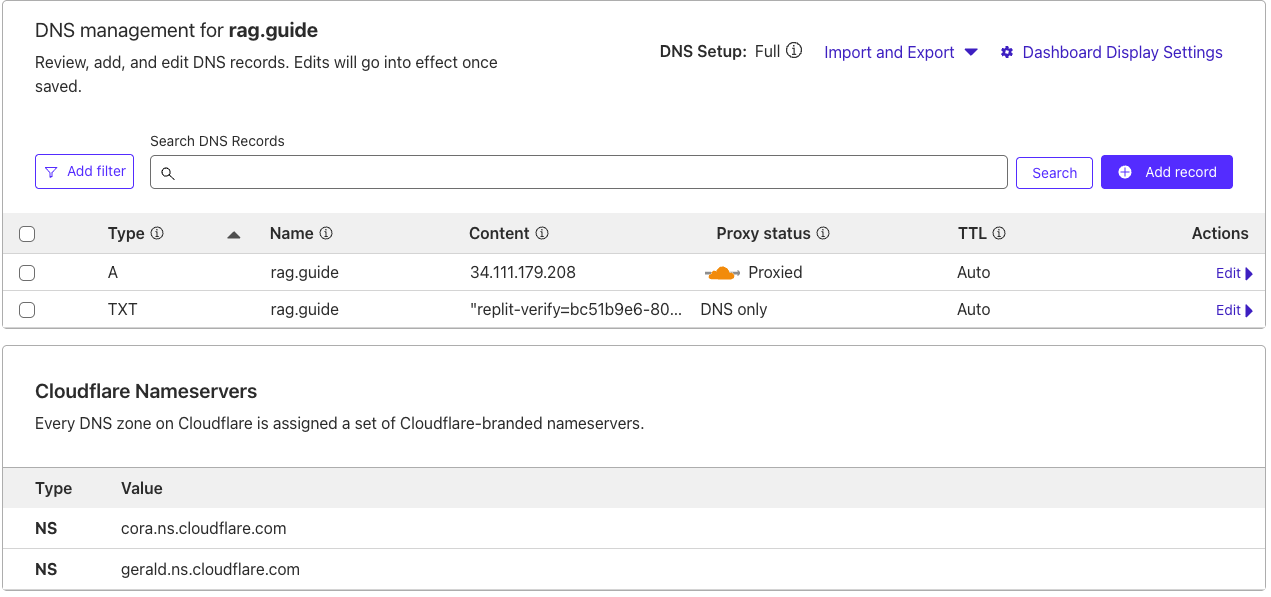 DNS management for rag.guide
Review, add, and edit DNS records. Edits will go into effect once
saved.
DNS Setup: Full
Import and Export
Dashboard Display Settings
Search DNS Records
Add filter
Search
Add record
Type Name Content Proxy status TTL Actions
A rag.guide 34.111.179.208 Proxied Auto Edit
TXT rag.guide "replit-verify=bc51b9e6-80... DNS only Auto Edit
Cloudflare Nameservers
Every DNS zone on Cloudflare is assigned a set of Cloudflare-branded nameservers.
Type Value
NS cora.ns.cloudflare.com
NS gerald.ns.cloudflare.com